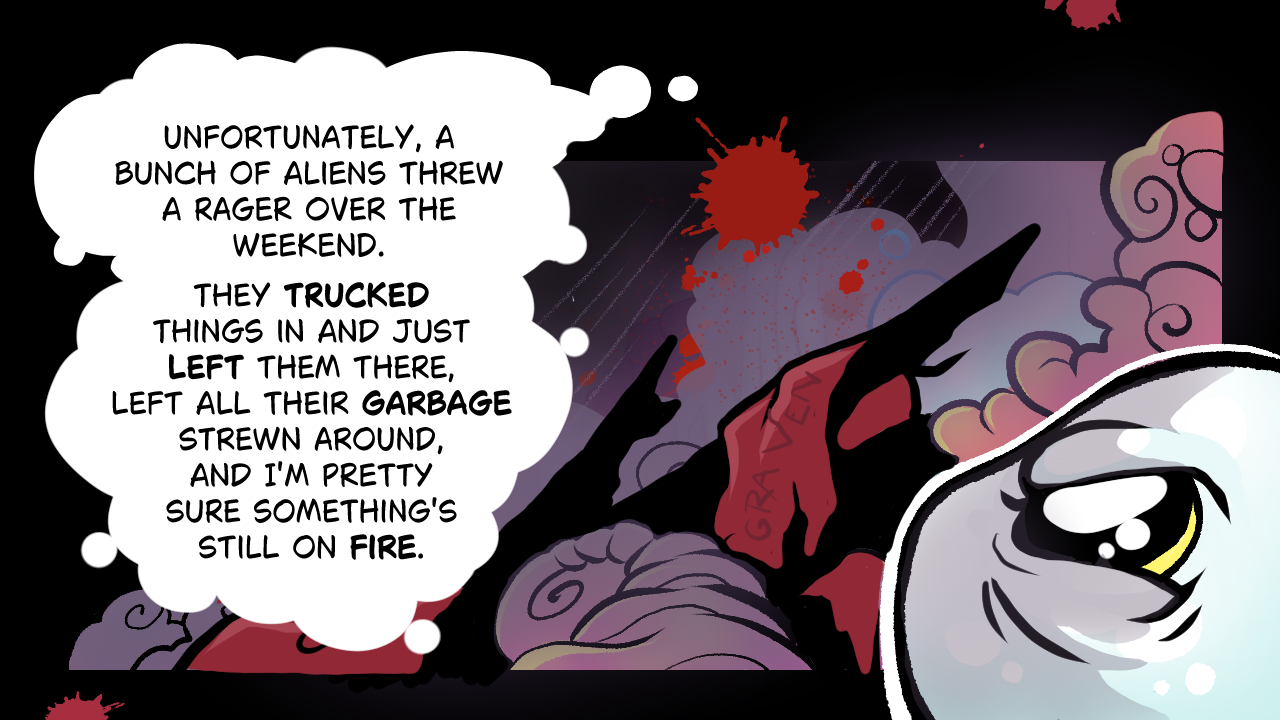 UNFORTUNATELY, A
BUNCH OF ALIENS THREW
A RAGER OVER THE
WEEKEND.
THEY TRUCKED
THINGS IN AND JUST
LEFT THEM THERE,
LEFT ALL THEIR GARBAGE
STREWN AROUND,
AND I'M PRETTY
SURE SOMETHING'S
STILL ON FIRE.